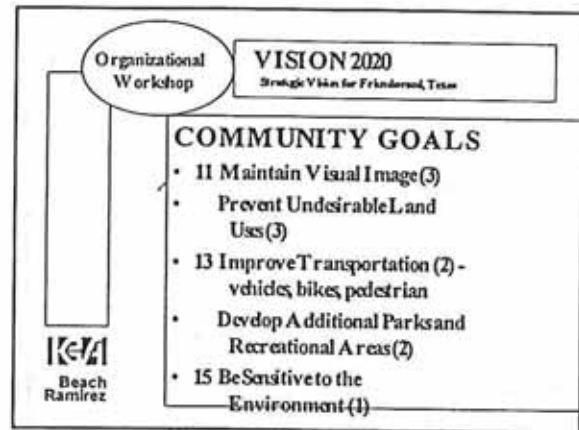 Organizational
Workshop
VISION 2020
Strategic Vision for Friendswood, Texas
COMMUNITY GOALS
• 11 Maintain Visual Image (3)
• Prevent Undesirable Land
Uses (3)
• 13 Improve Transportation (2) -
vehicles, bikes, pedestrian
• Develop Additional Parks and
Recreational Areas (2)
• 15 Be Sensitive to the
Environment (1)
Beach
Ramirez